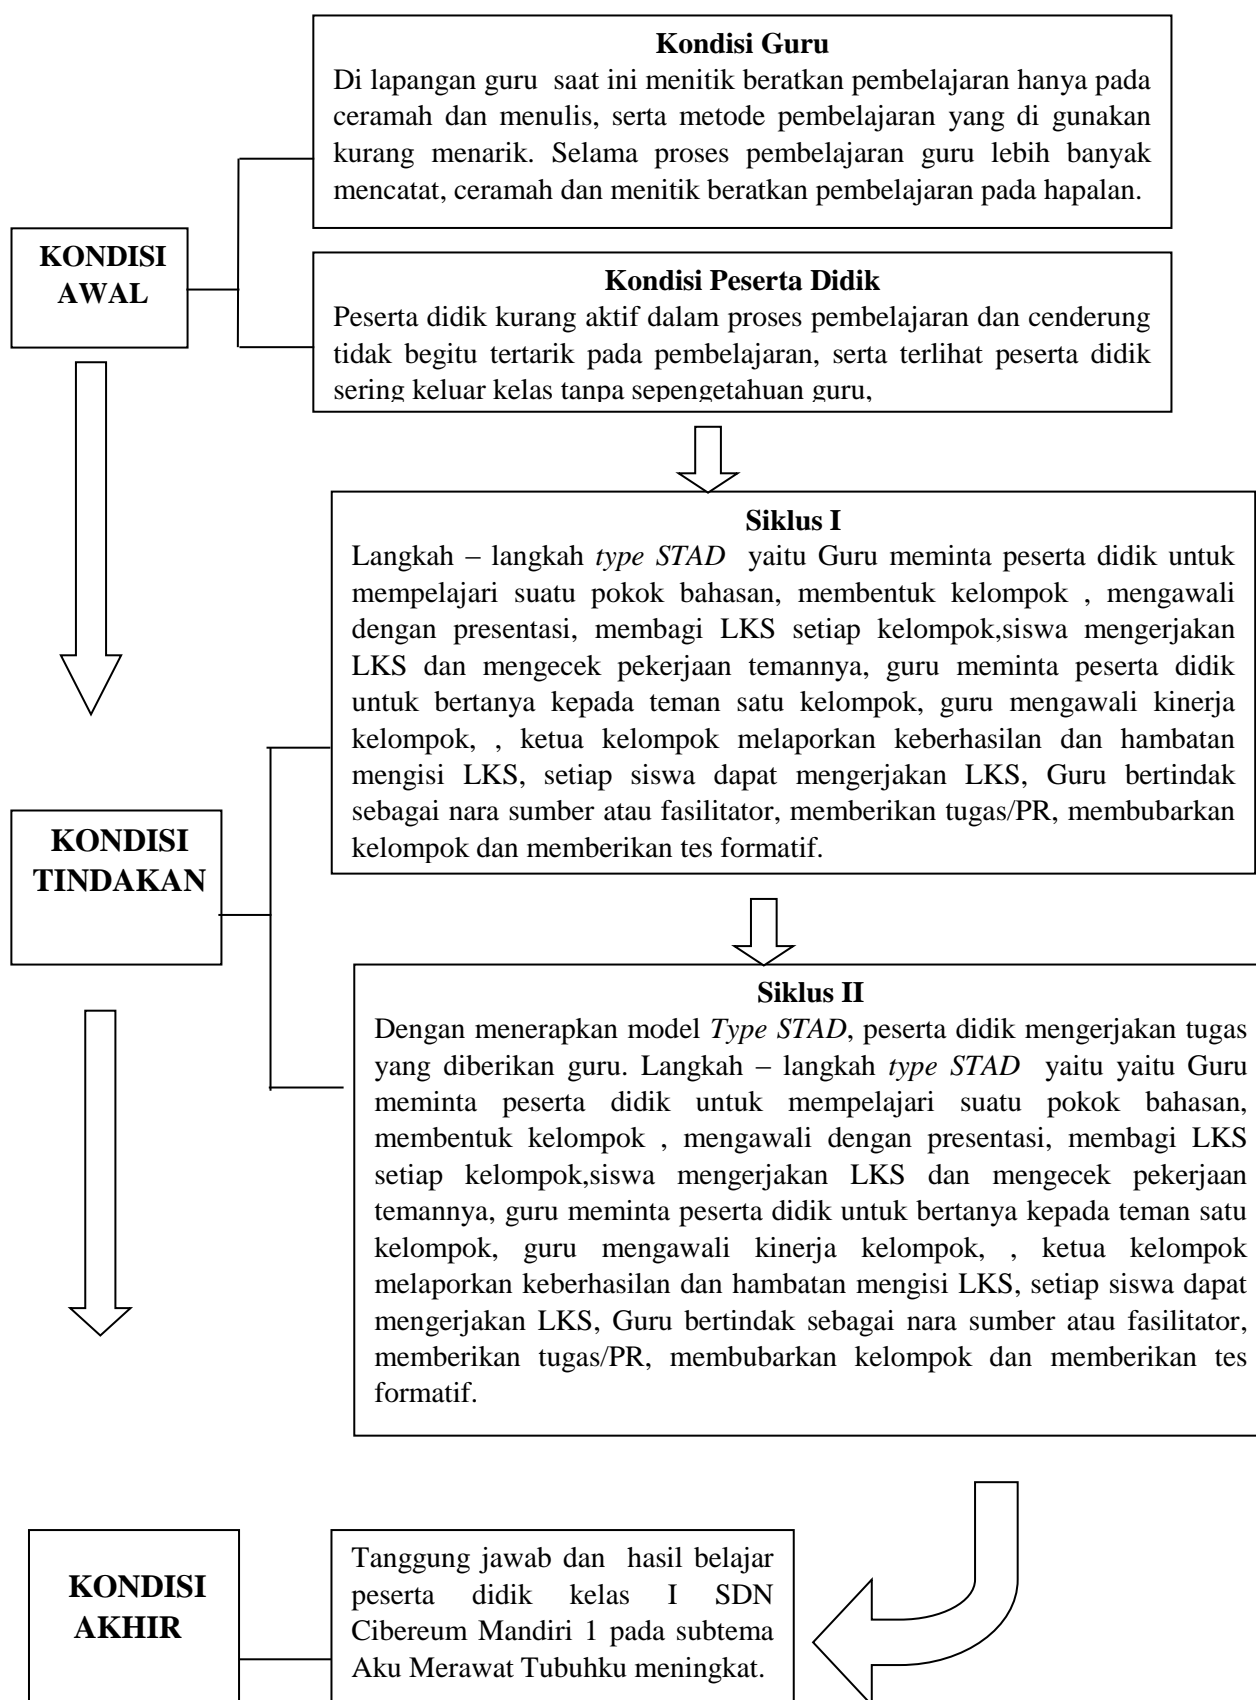 Kondisi Guru
Di lapangan guru saat ini menitik beratkan pembelajaran hanya pada
ceramah dan menulis, serta metode pembelajaran yang di gunakan
kurang menarik. Selama proses pembelajaran guru lebih banyak
mencatat, ceramah dan menitik beratkan pembelajaran pada hapalan.
KONDISI
AWAL
Kondisi Peserta Didik
Peserta didik kurang aktif dalam proses pembelajaran dan cenderung
tidak begitu tertarik pada pembelajaran, serta terlihat peserta didik
sering keluar kelas tanpa sepengetahuan guru,
Siklus I
Langkah – langkah type STAD yaitu Guru meminta peserta didik untuk
mempelajari suatu pokok bahasan, membentuk kelompok , mengawali
dengan presentasi, membagi LKS setiap kelompok,siswa mengerjakan
LKS dan mengecek pekerjaan temannya, guru meminta peserta didik
untuk bertanya kepada teman satu kelompok, guru mengawali kinerja
kelompok, , ketua kelompok melaporkan keberhasilan dan hambatan
mengisi LKS, setiap siswa dapat mengerjakan LKS, Guru bertindak
sebagai nara sumber atau fasilitator, memberikan tugas/PR, membubarkan
kelompok dan memberikan tes formatif.
KONDISI
TINDAKAN
Siklus II
Dengan menerapkan model Type STAD, peserta didik mengerjakan tugas
yang diberikan guru. Langkah – langkah type STAD yaitu yaitu Guru
meminta peserta didik untuk mempelajari suatu pokok bahasan,
membentuk kelompok , mengawali dengan presentasi, membagi LKS
setiap kelompok,siswa mengerjakan LKS dan mengecek pekerjaan
temannya, guru meminta peserta didik untuk bertanya kepada teman satu
kelompok, guru mengawali kinerja kelompok, , ketua kelompok
melaporkan keberhasilan dan hambatan mengisi LKS, setiap siswa dapat
mengerjakan LKS, Guru bertindak sebagai nara sumber atau fasilitator,
memberikan tugas/PR, membubarkan kelompok dan memberikan tes
formatif.
KONDISI
AKHIR
Tanggung jawab dan hasil belajar
peserta didik kelas I SDN
Cibereum Mandiri 1 pada subtema
Aku Merawat Tubuhku meningkat.